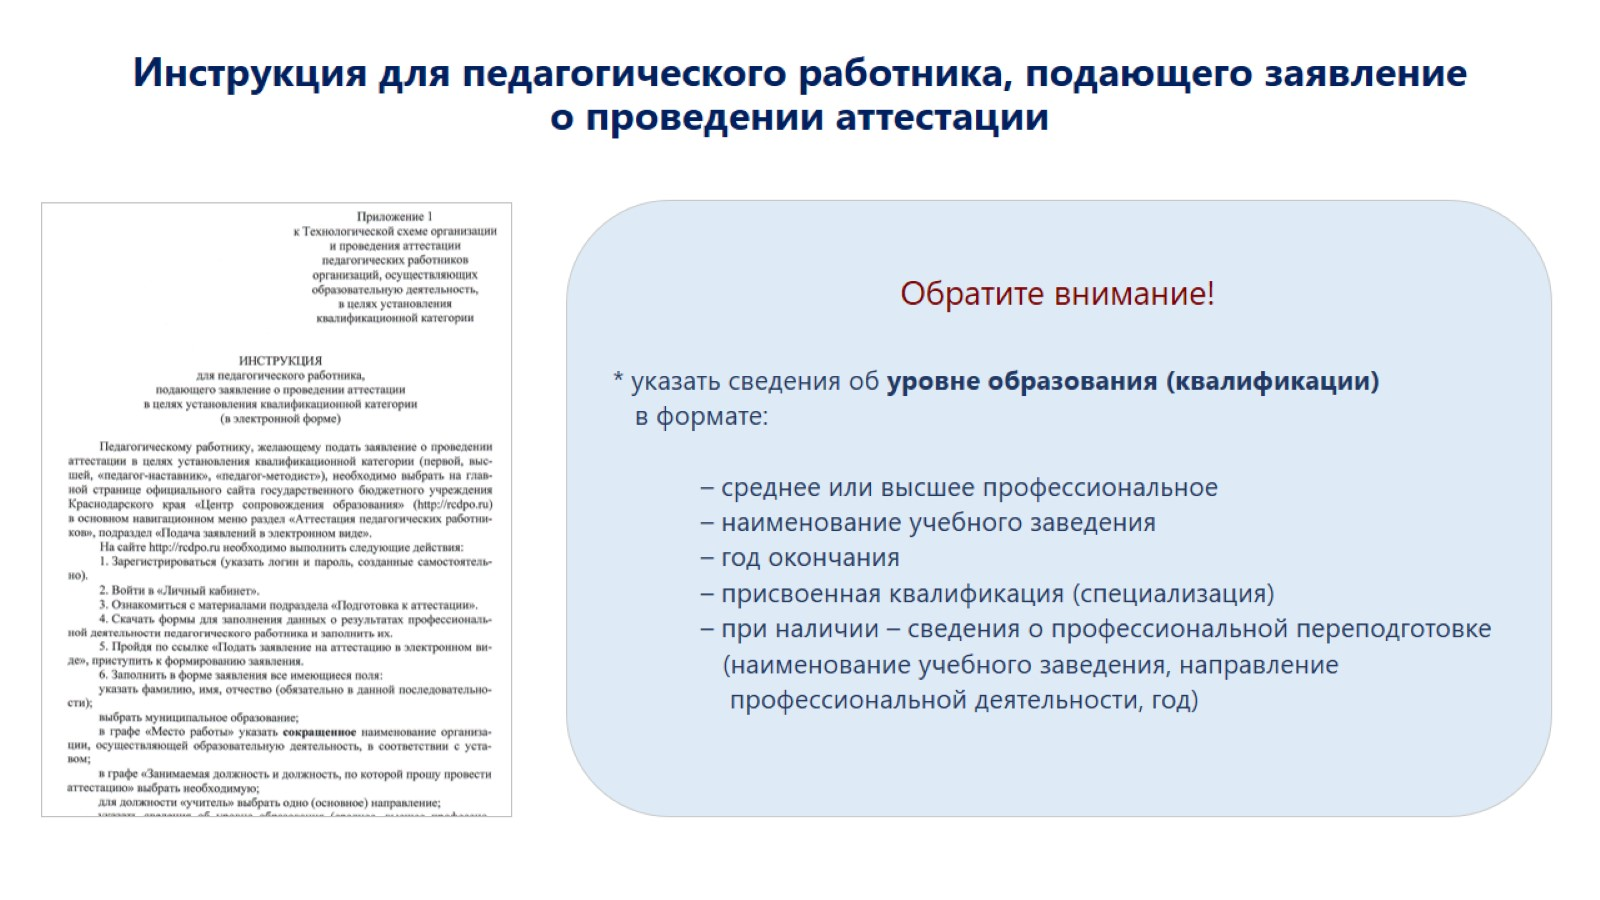 Инструкция для педагогического работника, подающего заявление
о проведении аттестации
Приложение 1
к Технологической схеме организации
и проведения аттестации
педагогических работников
организаций, осуществляющих
образовательную деятельность,
в целях установления
квалификационной категории
ИНСТРУКЦИЯ
для педагогического работника,
подающего заявление о проведении аттестации
в целях установления квалификационной категории
(в электронной форме)
Педагогическому работнику, желающему подать заявление о проведении
аттестации в целях установления квалификационной категории (первой, выс-
шей, «педагог-наставник», «педагог-методист»), необходимо выбрать на глав-
ной странице официального сайта государственного бюджетного учреждения
Краснодарского края «Центр сопровождения образования» (http://rcdpo.ru)
в основном навигационном меню раздел «Аттестация педагогических работни-
ков», подраздел «Подача заявлений в электронном виде».
На сайте http://rcdpo.ru необходимо выполнить следующие действия:
1. Зарегистрироваться (указать логин и пароль, созданные самостоятель-
но).
2. Войти в «Личный кабинет».
3. Ознакомиться с материалами подраздела «Подготовка к аттестации».
4. Скачать формы для заполнения данных о результатах профессиональ-
ной деятельности педагогического работника и заполнить их.
5. Пройдя по ссылке «Подать заявление на аттестацию в электронном ви-
де», приступить к формированию заявления.
6. Заполнить в форме заявления все имеющиеся поля:
указать фамилию, имя, отчество (обязательно в данной последовательно-
сти);
выбрать муниципальное образование;
в графе «Место работы» указать сокращенное наименование организа-
ции, осуществляющей образовательную деятельность, в соответствии с уста-
вом;
в графе «Занимаемая должность и должность, по которой прошу провести
аттестацию» выбрать необходимую;
для должности «учитель» выбрать одно (основное) направление;
Обратите внимание!
* указать сведения об уровне образования (квалификации)
в формате:
– среднее или высшее профессиональное
– наименование учебного заведения
– год окончания
– присвоенная квалификация (специализация)
– при наличии – сведения о профессиональной переподготовке
(наименование учебного заведения, направление
профессиональной деятельности, год)